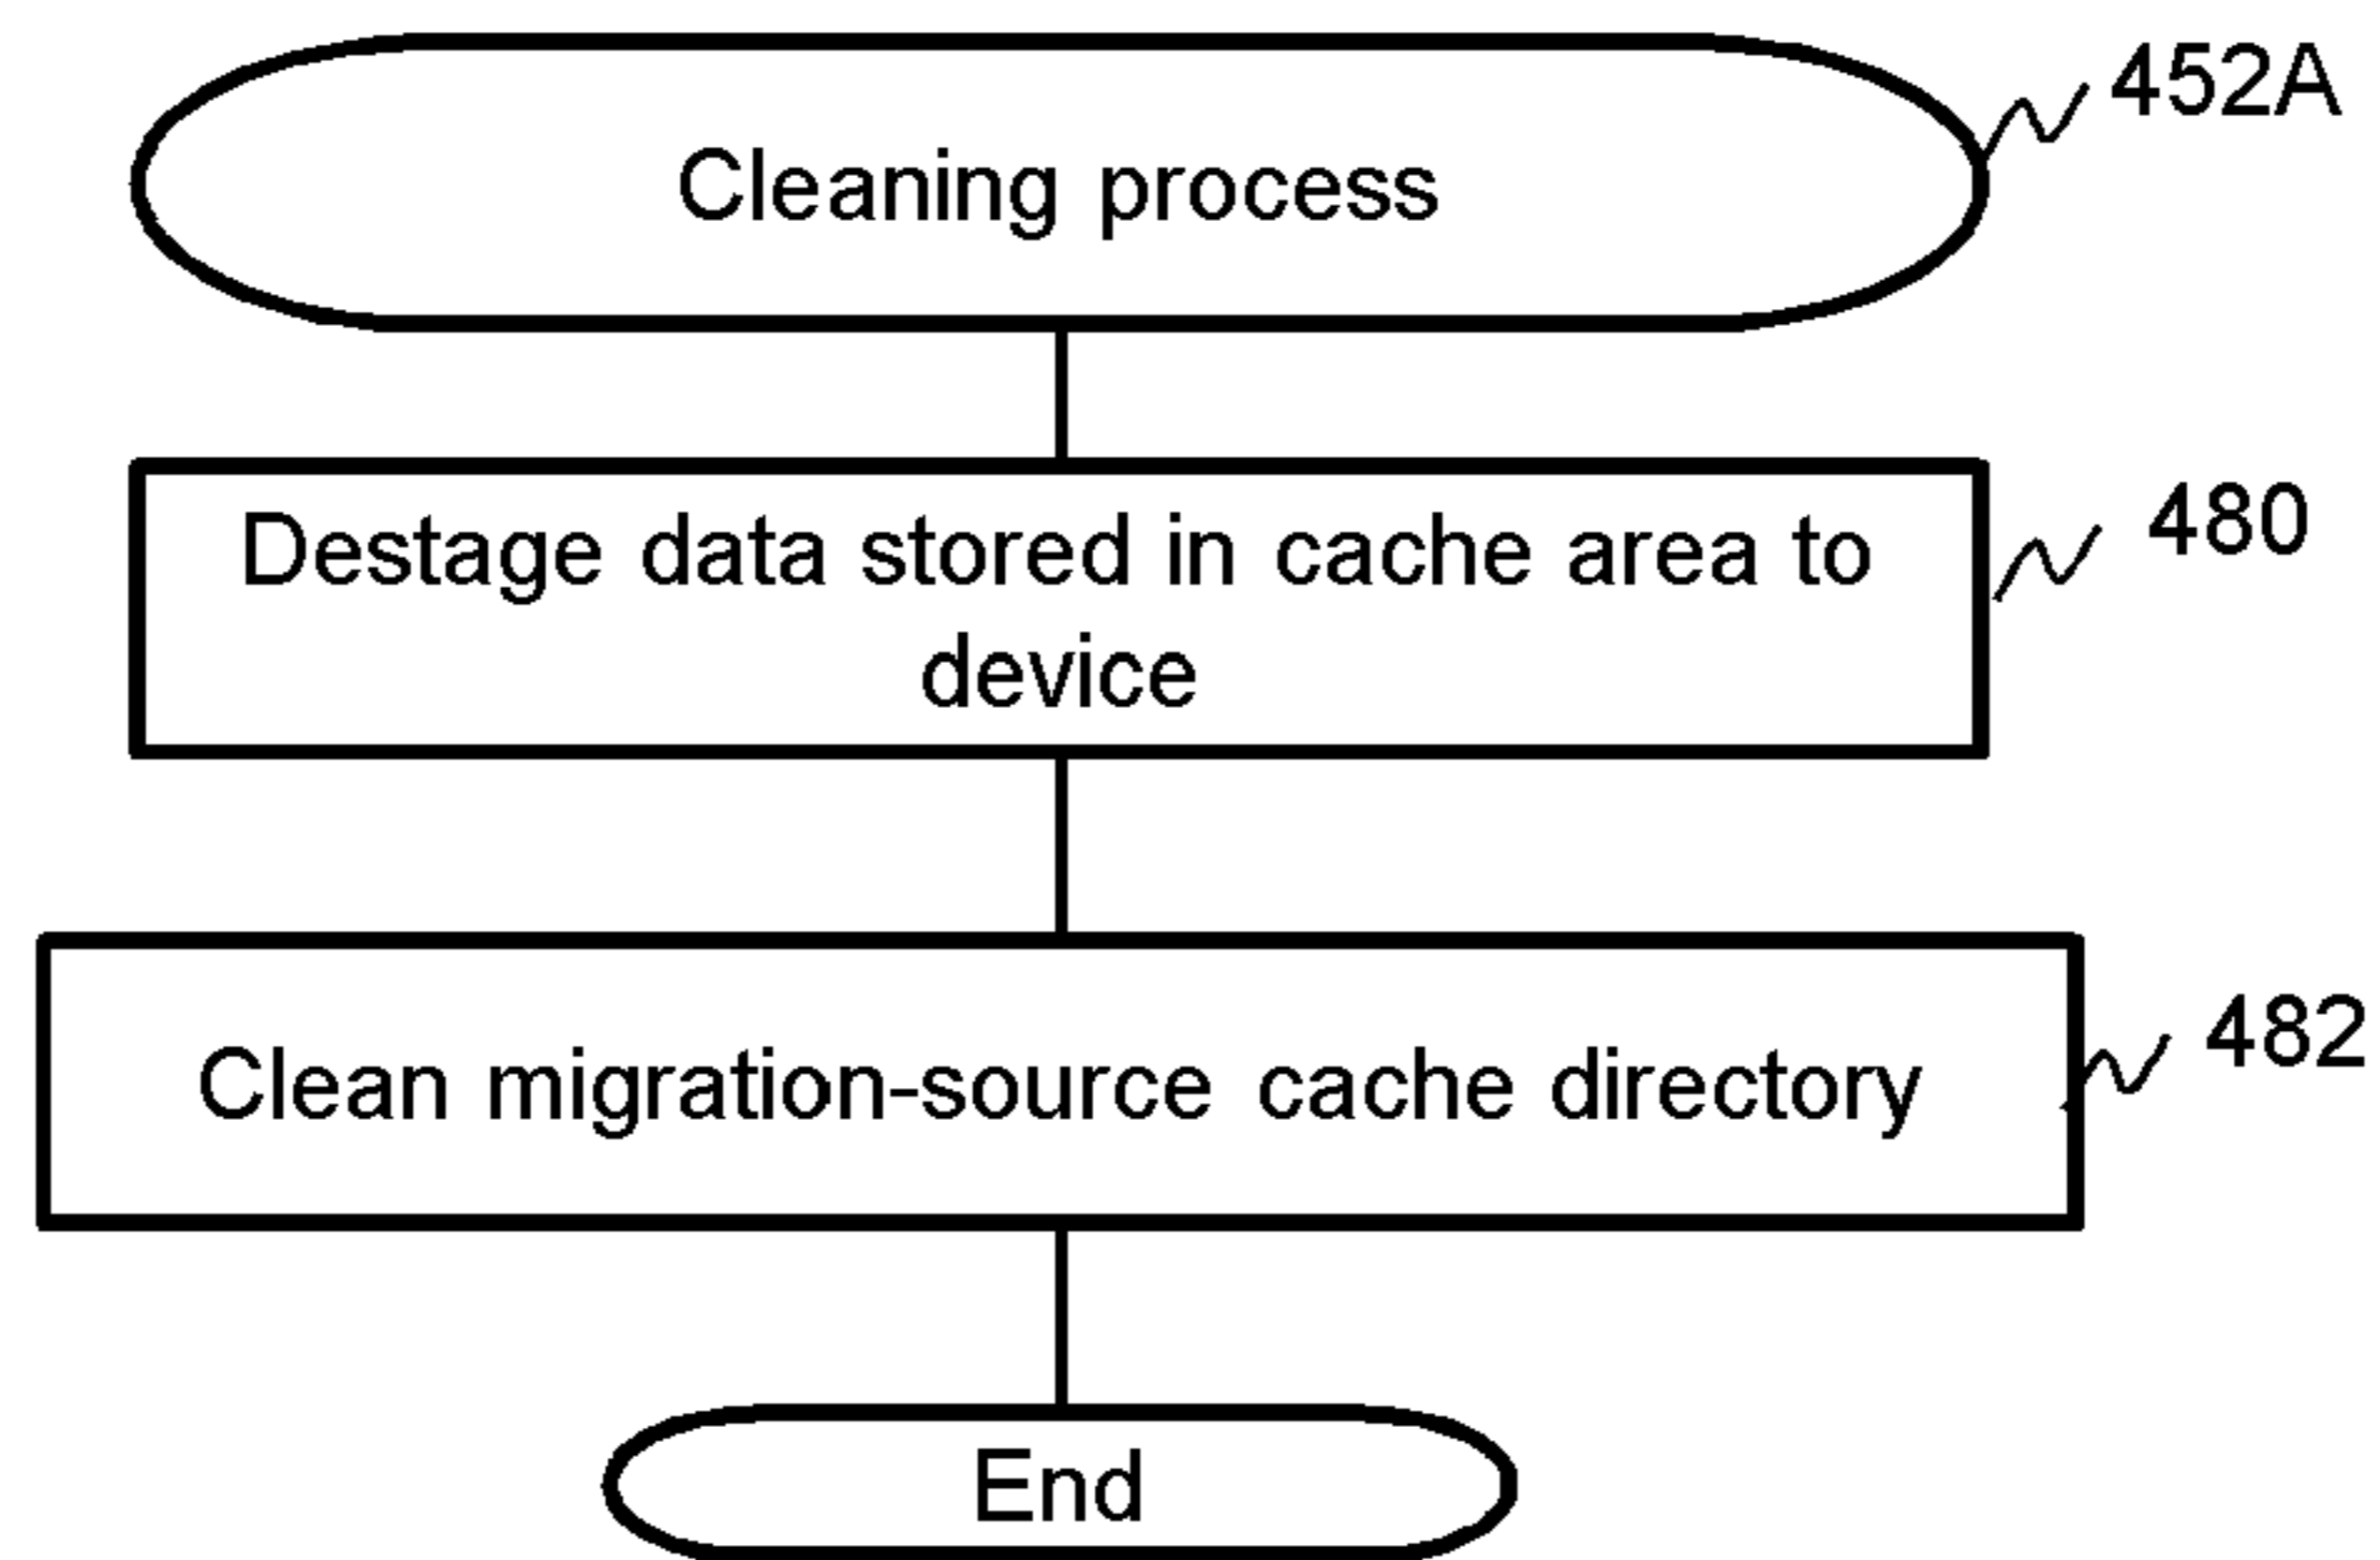 452A
Cleaning process
480
Destage data stored in cache area to
device
482
Clean migration-source cache directory
End